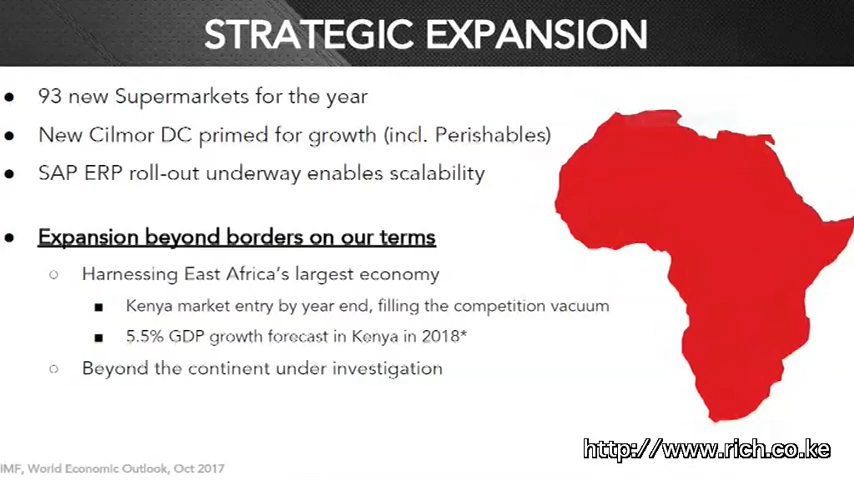 STRATEGIC EXPANSION
● 93 new Supermarkets for the year
● New Cilmor DC primed for growth (incl. Perishables)
● SAP ERP roll-out underway enables scalability
● Expansion beyond borders on our terms
○ Harnessing East Africa's largest economy
■ Kenya market entry by year end, filling the competition vacuum
■ 5.5% GDP growth forecast in Kenya in 2018*
○ Beyond the continent under investigation
http://www.rich.co.ke
IMF, World Economic Outlook, Oct 2017